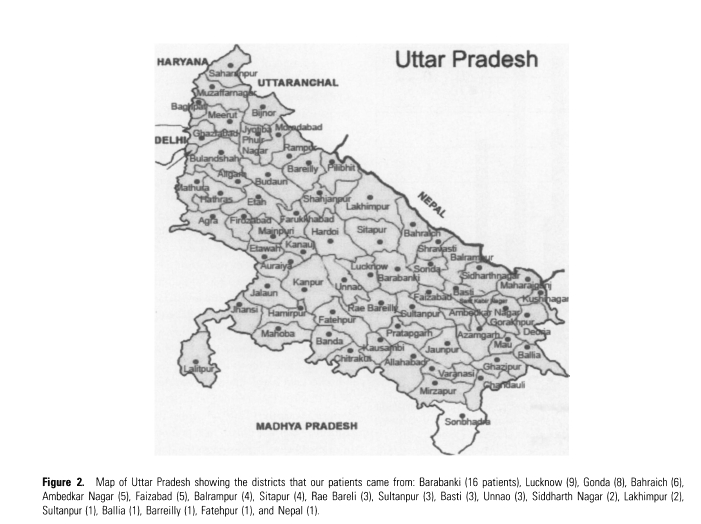 Uttar Pradesh
HARYANA
Saharanpur
UTTARANCHAL
Muzaffarnagar
Baghpat
Meerut
Bijnor
DELHI
Ghaziabad
Jyotiba
Phule
Nagar
Moradabad
Rampur
Bulandshahr
Bareilly
Pilibhit
Aligarh
Budaun
Mathura
Hathras
Etah
Shahjanpur
Lakhimpur
NEPAL
Agra
Firozabad
Farukhabad
Mainpuri
Hardoi
Sitapur
Bahraich
Shravasti
Etawah
Kanauj
Balrampur
Auraiya
Lucknow
Barabanki
Gonda
Sidharthnagar
Maharajganj
Jalaun
Kanpur
Unnao
Faizabad
Basti
Kushinagar
Jhansi
Hamirpur
Rae Bareilly
Sultanpur
Ambedkar Nagar
Gorakhpur
Fatehpur
Mahoba
Banda
Pratapgarh
Azamgarh
Deoria
Kausambi
Mau
Chitrakut
Allahabad
Jaunpur
Ballia
Lalitpur
Varanasi
Ghazipur
Mirzapur
Chandauli
Sonbhadra
MADHYA PRADESH
Figure 2. Map of Uttar Pradesh showing the districts that our patients came from: Barabanki (16 patients), Lucknow (9), Gonda (8), Bahraich (6),
Ambedkar Nagar (5), Faizabad (5), Balrampur (4), Sitapur (4), Rae Bareli (3), Sultanpur (3), Basti (3), Unnao (3), Siddharth Nagar (2), Lakhimpur (2),
Sultanpur (1), Ballia (1), Barreilly (1), Fatehpur (1), and Nepal (1).